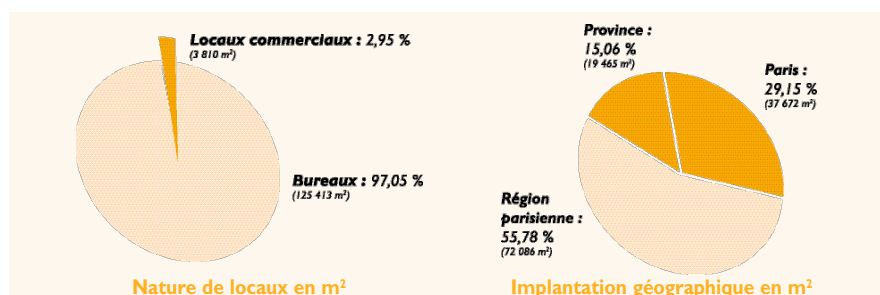 Locaux commerciaux : 2,95 %
(3 810 m²)
Bureaux : 97,05 %
(125 413 m²)
Nature de locaux en m²
Province :
15,06 %
(19 465 m²)
Paris :
29,15 %
(37 672 m²)
Région
parisienne :
55,78 %
(72 086 m²)
Implantation géographique en m²